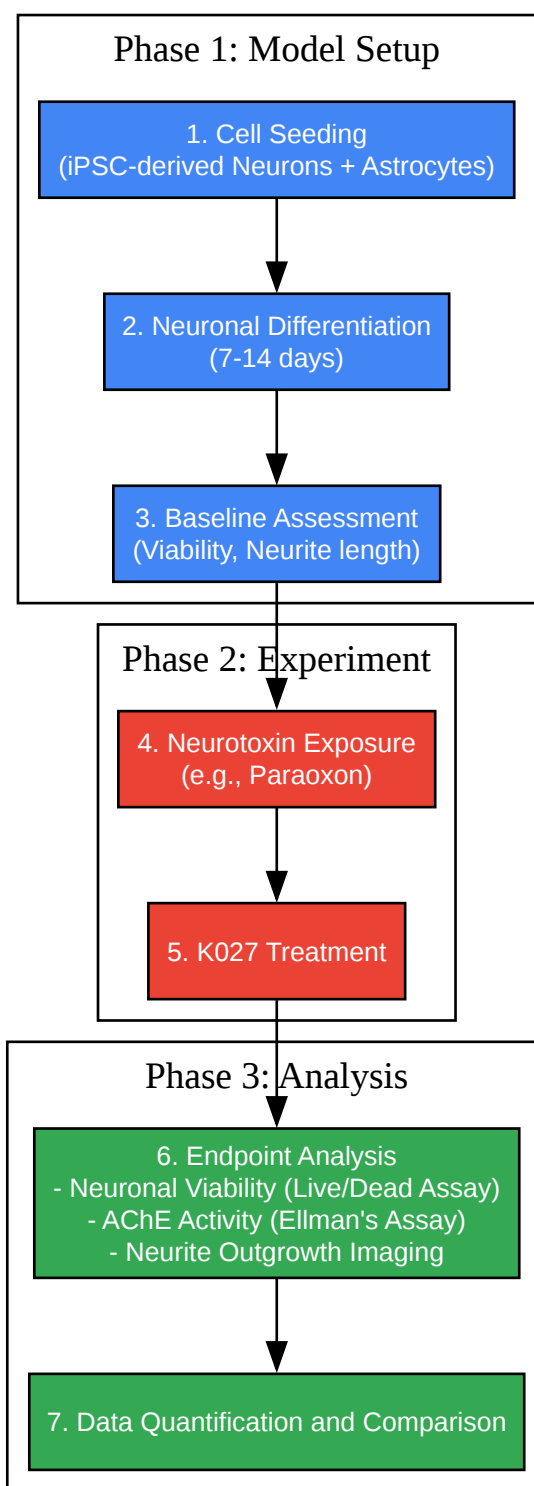 Phase 1: Model Setup
1. Cell Seeding
(iPSC-derived Neurons + Astrocytes)
2. Neuronal Differentiation
(7-14 days)
3. Baseline Assessment
(Viability, Neurite length)
Phase 2: Experiment
4. Neurotoxin Exposure
(e.g., Paraoxon)
5. K027 Treatment
Phase 3: Analysis
6. Endpoint Analysis
- Neuronal Viability (Live/Dead Assay)
- AChE Activity (Ellman's Assay)
- Neurite Outgrowth Imaging
7. Data Quantification and Comparison